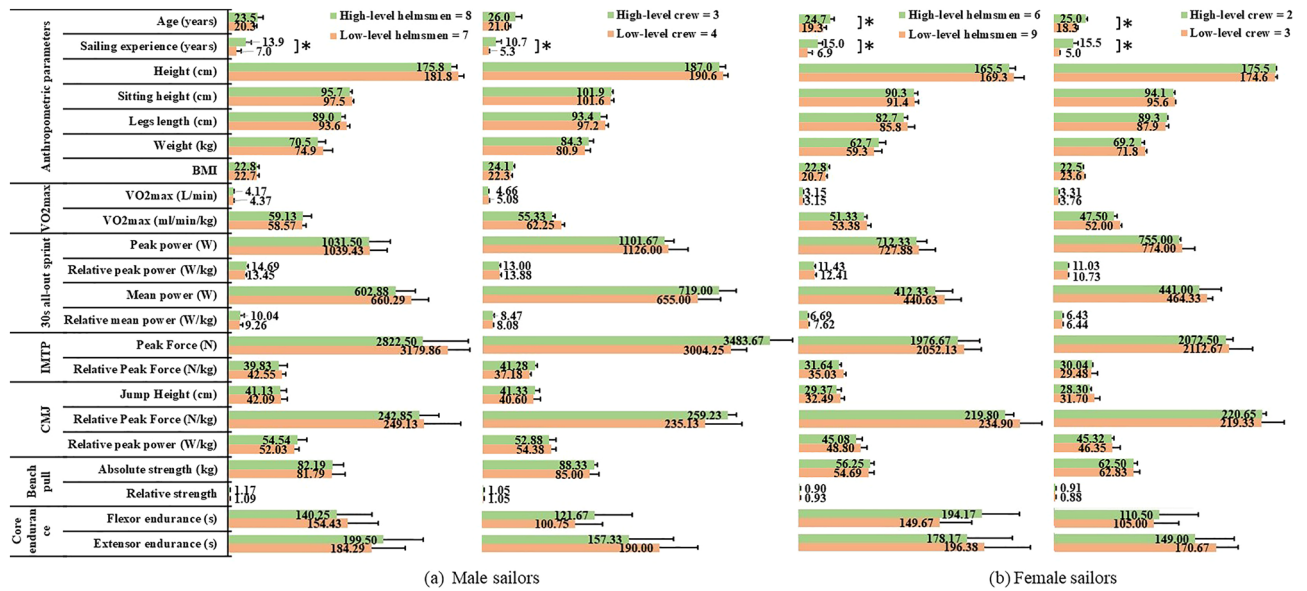 Anthropometric parameters
VO2max
30s all-out sprint
IMTP
CMJ
Bench
pull
Core
enduran
ce
High-level helmsmen = 8
Low-level helmsmen = 7
High-level crew = 3
Low-level crew = 4
High-level helmsmen = 6
Low-level helmsmen = 9
High-level crew = 2
Low-level crew = 3
Age (years) 23.5 26.0 24.7 * 25.0 *
20.3 21.0 19.3 18.3
Sailing experience (years) 13.9 * 10.7 * 15.0 * 15.5 *
7.0 5.3 6.9 5.0
Height (cm) 175.8 187.0 165.5 175.5
181.8 190.6 169.3 174.6
Sitting height (cm) 95.7 101.9 90.3 94.1
97.5 101.6 91.4 95.6
Legs length (cm) 89.0 93.4 82.7 89.3
93.6 97.2 85.8 87.9
Weight (kg) 70.5 84.3 62.7 69.2
74.9 80.9 59.3 71.8
BMI 22.8 24.1 22.8 22.5
22.7 22.3 20.7 23.6
VO2max (L/min) 4.17 4.66 3.15 3.31
4.37 5.08 3.15 3.76
VO2max (ml/min/kg) 59.13 55.33 51.33 47.50
58.57 62.25 53.38 52.00
Peak power (W) 1031.50 1101.67 712.33 755.00
1039.43 1126.00 727.88 774.00
Relative peak power (W/kg) 14.69 13.00 11.43 11.03
13.45 13.88 12.41 10.73
Mean power (W) 602.88 719.00 412.33 441.00
660.29 655.00 440.63 464.33
Relative mean power (W/kg) 10.04 8.47 6.69 6.43
9.26 8.08 7.62 6.44
Peak Force (N) 2822.50 3483.67 1976.67 2072.50
3179.86 3004.25 2052.13 2112.67
Relative Peak Force (N/kg) 39.83 41.28 31.64 30.04
42.55 37.18 35.03 29.48
Jump Height (cm) 41.13 41.33 29.37 28.30
42.09 40.60 32.49 31.70
Relative Peak Force (N/kg) 242.85 259.23 219.80 220.65
249.13 235.13 234.90 219.33
Relative peak power (W/kg) 54.54 52.88 45.08 45.32
52.03 54.38 48.80 46.35
Absolute strength (kg) 82.19 88.33 56.25 62.50
81.79 85.00 54.69 62.83
Relative strength 1.17 1.05 0.90 0.91
1.09 1.05 0.93 0.88
Flexor endurance (s) 140.25 121.67 194.17 110.50
154.43 100.75 149.67 105.00
Extensor endurance (s) 199.50 157.33 178.17 149.00
184.29 190.00 196.38 170.67
(a) Male sailors
(b) Female sailors